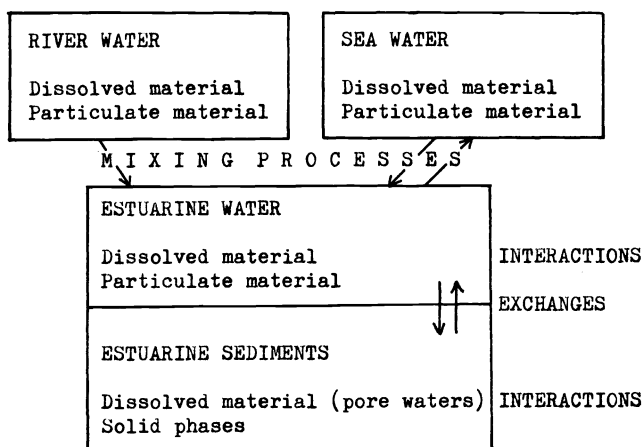 RIVER WATER
Dissolved material
Particulate material
SEA WATER
Dissolved material
Particulate material
MIXING PROCESSES
ESTUARINE WATER
Dissolved material
Particulate material
INTERACTIONS
EXCHANGES
ESTUARINE SEDIMENTS
Dissolved material (pore waters)
Solid phases
INTERACTIONS